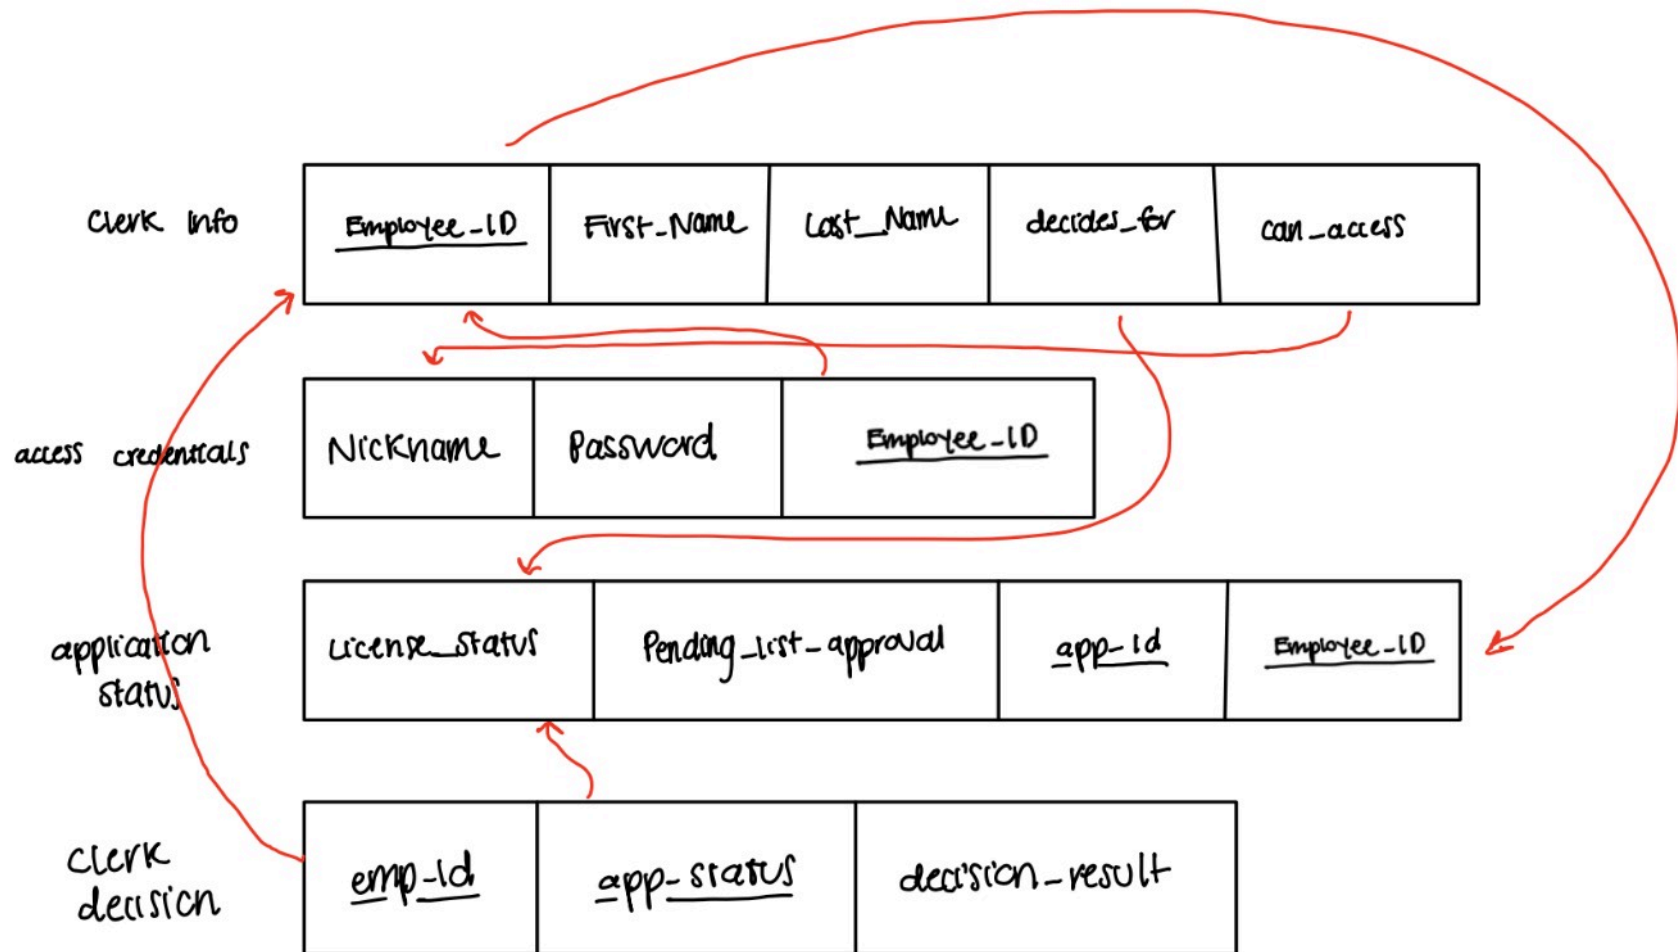 Clerk Info
Employee_ID
First_Name
Last_Name
decides_for
can_access
access credentials
Nickname
Password
Employee_ID
application
status
License_status
Pending_list_approval
app_id
Employee_ID
Clerk
decision
emp_id
app_status
decision_result